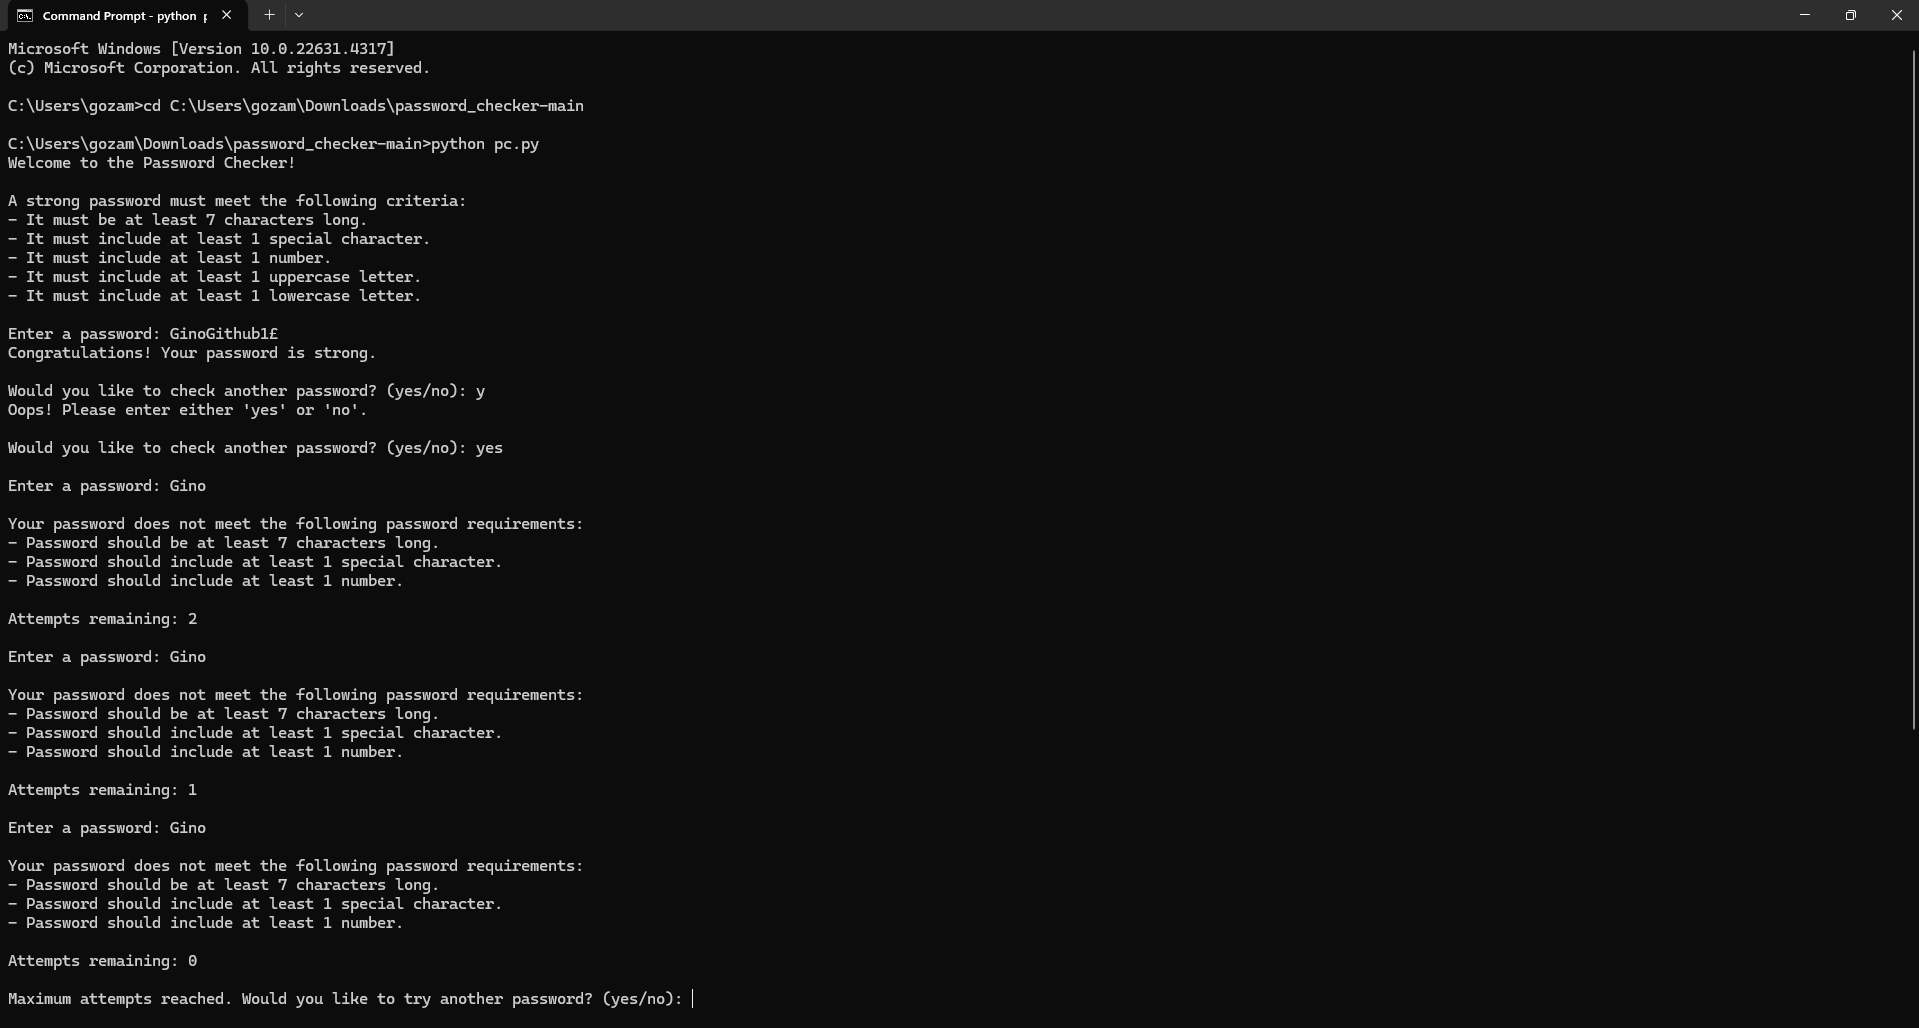 Command Prompt - python p
Microsoft Windows [Version 10.0.22631.4317]
(c) Microsoft Corporation. All rights reserved.
C:\Users\gozam>cd C:\Users\gozam\Downloads\password_checker-main
C:\Users\gozam\Downloads\password_checker-main>python pc.py
Welcome to the Password Checker!
A strong password must meet the following criteria:
- It must be at least 7 characters long.
- It must include at least 1 special character.
- It must include at least 1 number.
- It must include at least 1 uppercase letter.
- It must include at least 1 lowercase letter.
Enter a password: GinoGithub1£
Congratulations! Your password is strong.
Would you like to check another password? (yes/no): y
Oops! Please enter either 'yes' or 'no'.
Would you like to check another password? (yes/no): yes
Enter a password: Gino
Your password does not meet the following password requirements:
- Password should be at least 7 characters long.
- Password should include at least 1 special character.
- Password should include at least 1 number.
Attempts remaining: 2
Enter a password: Gino
Your password does not meet the following password requirements:
- Password should be at least 7 characters long.
- Password should include at least 1 special character.
- Password should include at least 1 number.
Attempts remaining: 1
Enter a password: Gino
Your password does not meet the following password requirements:
- Password should be at least 7 characters long.
- Password should include at least 1 special character.
- Password should include at least 1 number.
Attempts remaining: 0
Maximum attempts reached. Would you like to try another password? (yes/no):